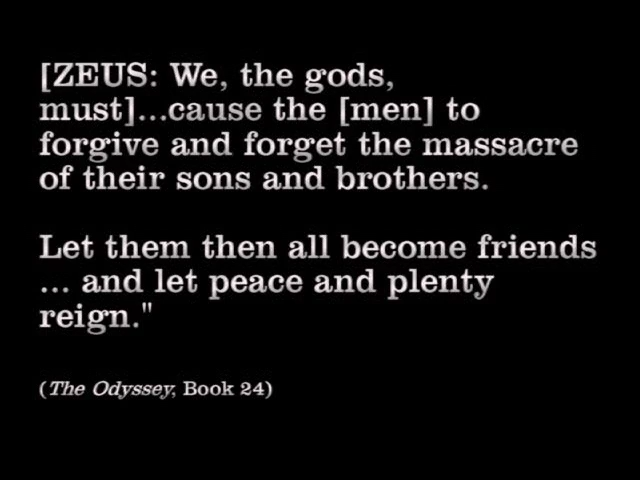 [ZEUS: We, the gods,
must]...cause the [men] to
forgive and forget the massacre
of their sons and brothers.
Let them then all become friends
... and let peace and plenty
reign."
(The Odyssey, Book 24)